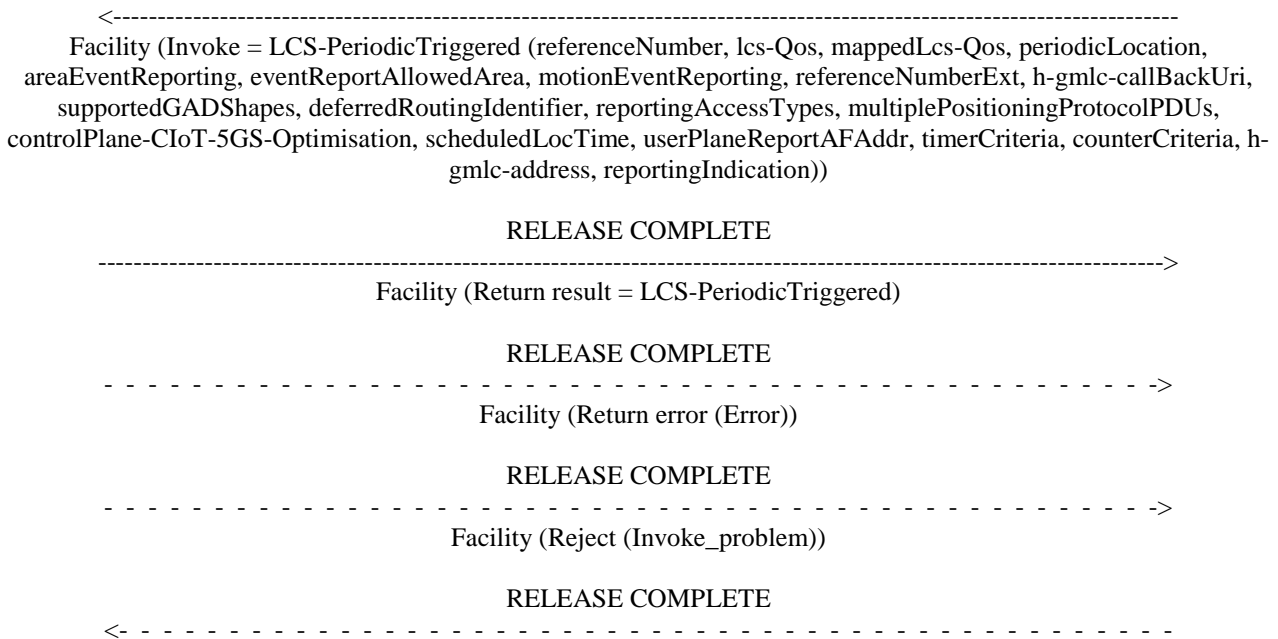 <------------------------------------------------------------------------------------------------------------------------
Facility (Invoke = LCS-PeriodicTriggered (referenceNumber, lcs-Qos, mappedLcs-Qos, periodicLocation,
areaEventReporting, eventReportAllowedArea, motionEventReporting, referenceNumberExt, h-gmlc-callBackUri,
supportedGADShapes, deferredRoutingIdentifier, reportingAccessTypes, multiplePositioningProtocolPDUs,
controlPlane-CIoT-5GS-Optimisation, scheduledLocTime, userPlaneReportAFAddr, timerCriteria, counterCriteria, h-
gmlc-address, reportingIndication))
RELEASE COMPLETE
------------------------------------------------------------------------------------------------------------------------>
Facility (Return result = LCS-PeriodicTriggered)
RELEASE COMPLETE
- - - - - - - - - - - - - - - - - - - - - - - - - - - - - - - - - - - - - - - - - - - - - - - - - ->
Facility (Return error (Error))
RELEASE COMPLETE
- - - - - - - - - - - - - - - - - - - - - - - - - - - - - - - - - - - - - - - - - - - - - - - - - ->
Facility (Reject (Invoke_problem))
RELEASE COMPLETE
<- - - - - - - - - - - - - - - - - - - - - - - - - - - - - - - - - - - - - - - - - - - - - - - - - -